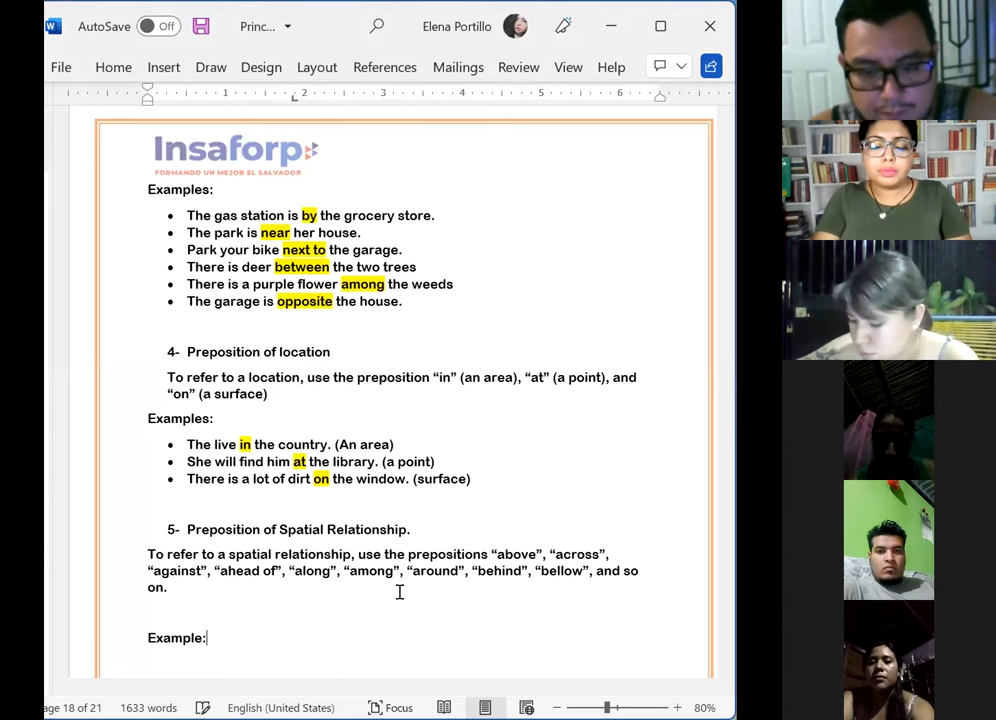 AutoSave Off Princ... Elena Portillo
File Home Insert Draw Design Layout References Mailings Review View Help
1 2 3 4 5 6
Insaforp
FORMANDO UN MEJOR EL SALVADOR
Examples:
• The gas station is by the grocery store.
• The park is near her house.
• Park your bike next to the garage.
• There is deer between the two trees
• There is a purple flower among the weeds
• The garage is opposite the house.
4- Preposition of location
To refer to a location, use the preposition “in” (an area), “at” (a point), and
“on” (a surface)
Examples:
• The live in the country. (An area)
• She will find him at the library. (a point)
• There is a lot of dirt on the window. (surface)
5- Preposition of Spatial Relationship.
To refer to a spatial relationship, use the prepositions “above”, “across”,
“against”, “ahead of”, “along”, “among”, “around”, “behind”, “bellow”, and so
on.
Example:
age 18 of 21 1633 words English (United States) Focus 80%